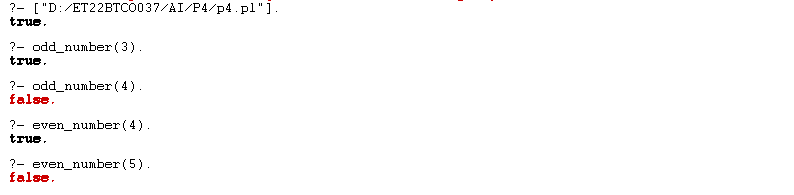 ?- ["D:/ET22BTCO037/AI/P4/p4.pl"].
true.
?- odd_number(3).
true.
?- odd_number(4).
false.
?- even_number(4).
true.
?- even_number(5).
false.